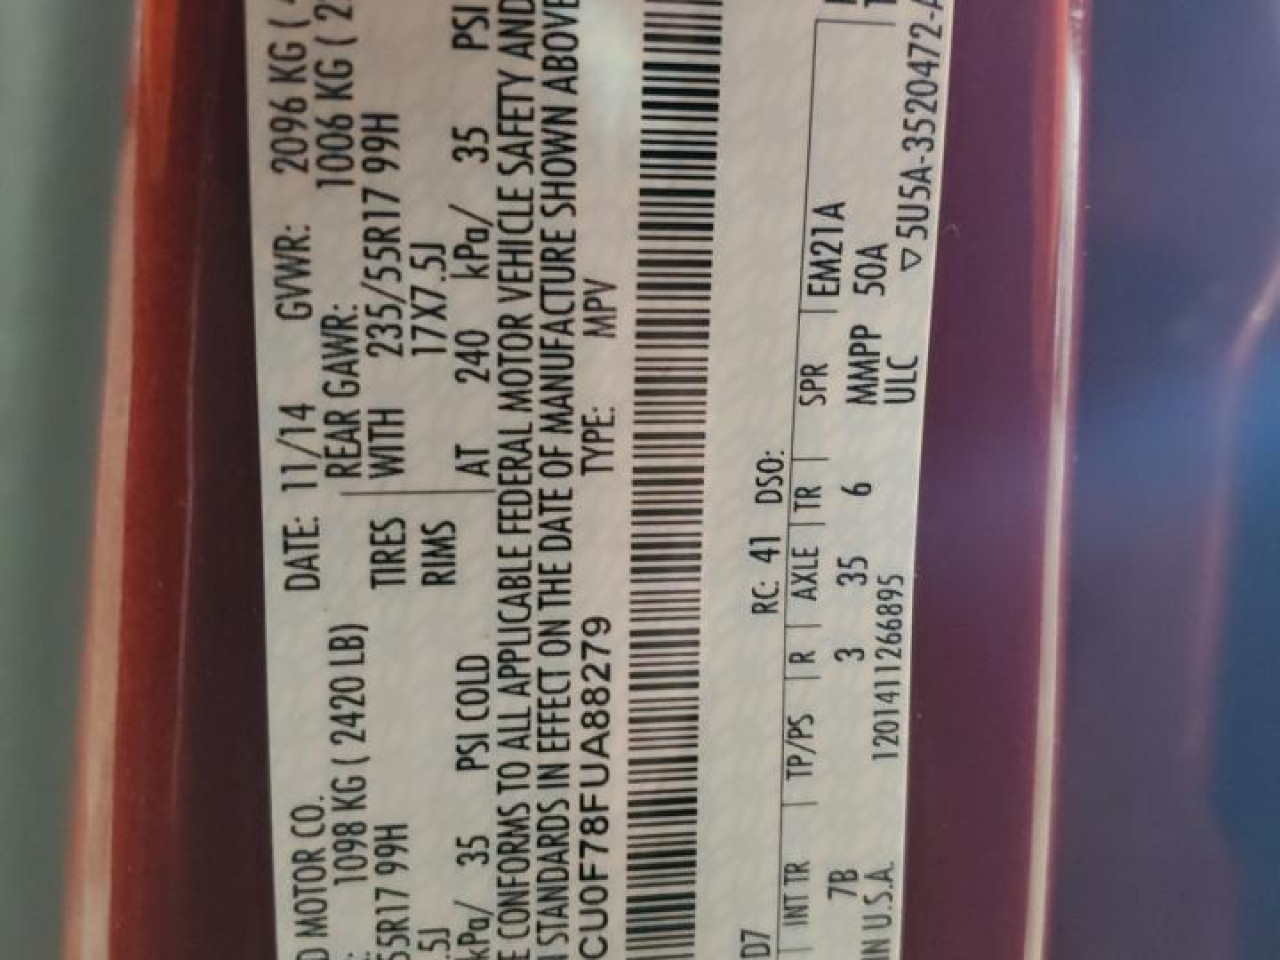 D MOTOR CO. DATE: 11/14 GVWR: 2096 KG (
1098 KG ( 2420 LB) REAR GAWR: 1006 KG ( 2
55R17 99H TIRES WITH 235/55R17 99H
.5J RIMS 17X7.5J
kPa/ 35 PSI COLD AT 240 kPa/ 35 PSI
E CONFORMS TO ALL APPLICABLE FEDERAL MOTOR VEHICLE SAFETY AND
STANDARDS IN EFFECT ON THE DATE OF MANUFACTURE SHOWN ABOVE
CU0F78FUA88279 TYPE: MPV
D7 RC: 41 DSO:
INT TR TP/PS R AXLE TR SPR EM21A
7B 3 35 6 MMPP 50A
IN U.S.A. 1201411266895 ULC ▽5U5A-3520472-A